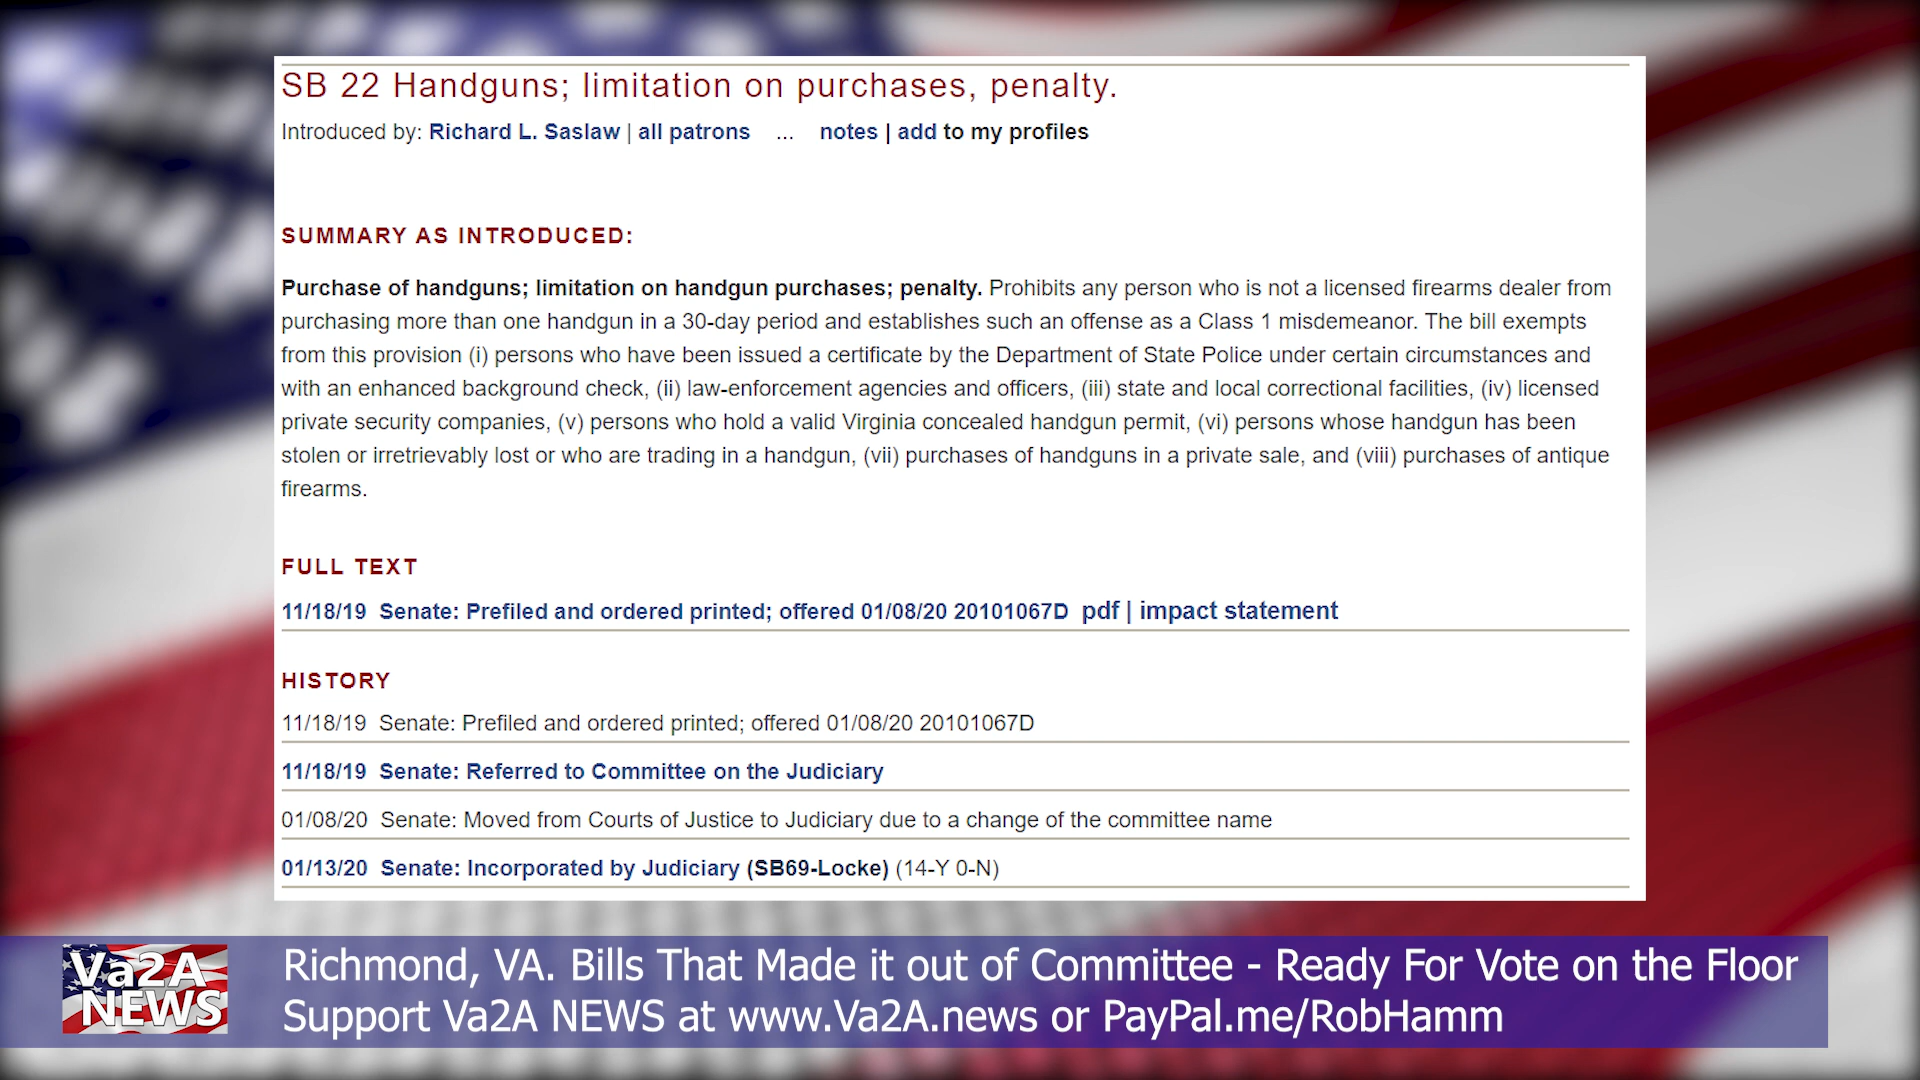 SB 22 Handguns; limitation on purchases, penalty.
Introduced by: Richard L. Saslaw | all patrons ... notes | add to my profiles
SUMMARY AS INTRODUCED:
Purchase of handguns; limitation on handgun purchases; penalty. Prohibits any person who is not a licensed firearms dealer from
purchasing more than one handgun in a 30-day period and establishes such an offense as a Class 1 misdemeanor. The bill exempts
from this provision (i) persons who have been issued a certificate by the Department of State Police under certain circumstances and
with an enhanced background check, (ii) law-enforcement agencies and officers, (iii) state and local correctional facilities, (iv) licensed
private security companies, (v) persons who hold a valid Virginia concealed handgun permit, (vi) persons whose handgun has been
stolen or irretrievably lost or who are trading in a handgun, (vii) purchases of handguns in a private sale, and (viii) purchases of antique
firearms.
FULL TEXT
11/18/19 Senate: Prefiled and ordered printed; offered 01/08/20 20101067D pdf | impact statement
HISTORY
11/18/19 Senate: Prefiled and ordered printed; offered 01/08/20 20101067D
11/18/19 Senate: Referred to Committee on the Judiciary
01/08/20 Senate: Moved from Courts of Justice to Judiciary due to a change of the committee name
01/13/20 Senate: Incorporated by Judiciary (SB69-Locke) (14-Y 0-N)
Va2A
NEWS
Richmond, VA. Bills That Made it out of Committee - Ready For Vote on the Floor
Support Va2A NEWS at www.Va2A.news or PayPal.me/RobHamm